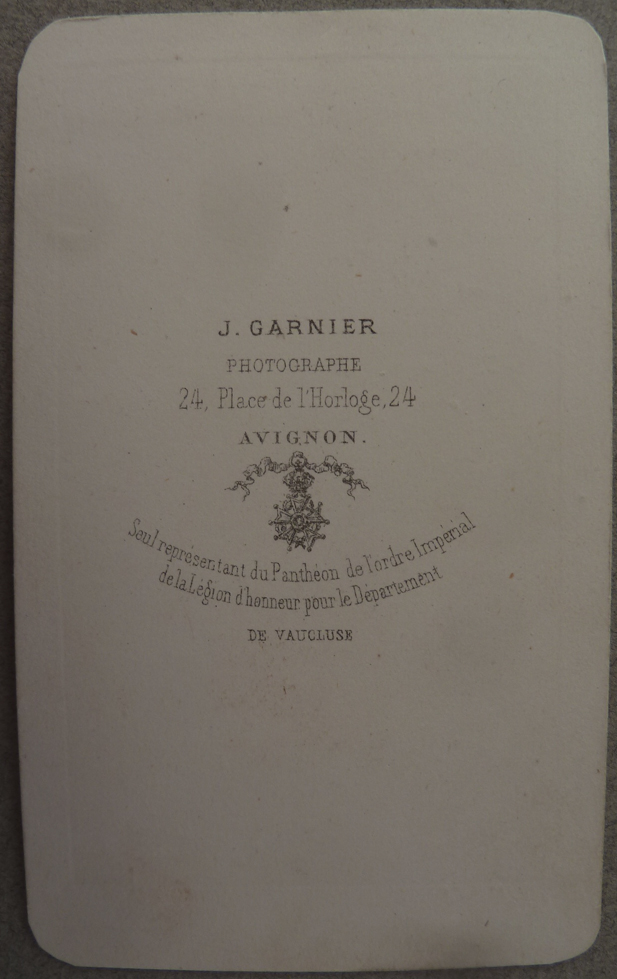 J. GARNIER
PHOTOGRAPHE
24, Place de l'Horloge, 24
AVIGNON.
Seul représentant du Panthéon de l'ordre Impérial
de la Légion d'honneur pour le Département
DE VAUCLUSE